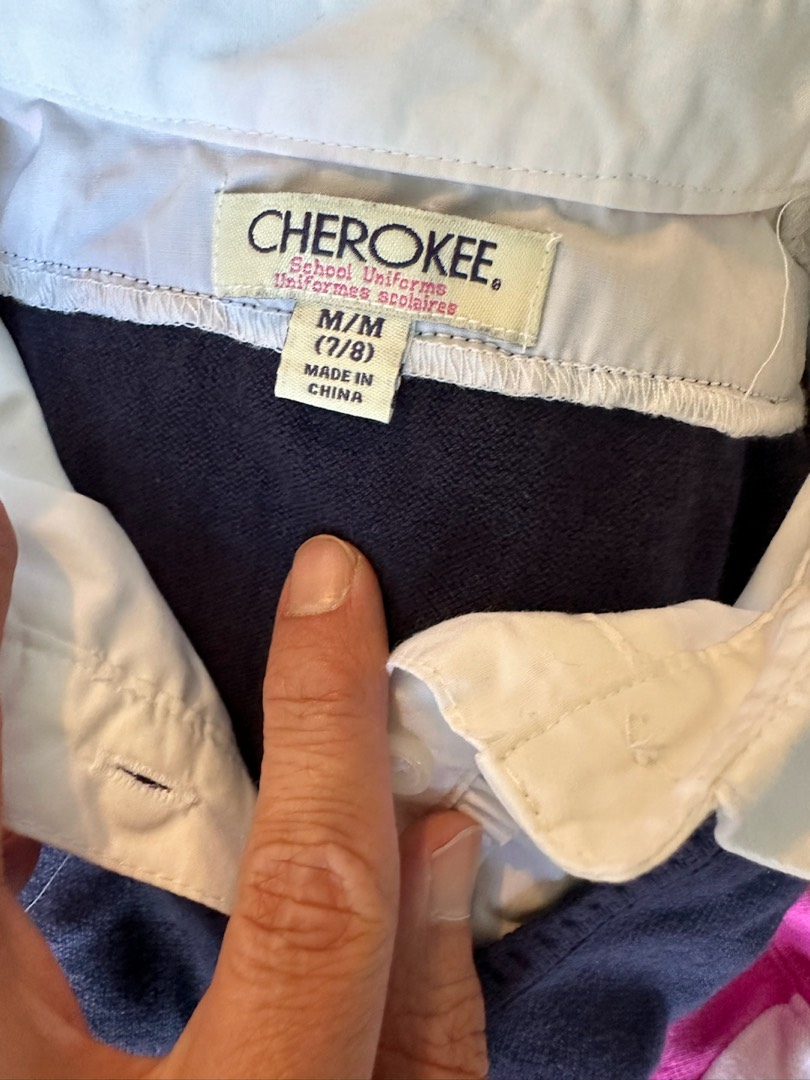 CHEROKEE
School Uniforms
Uniformes scolaires
M/M
(7/8)
MADE IN
CHINA